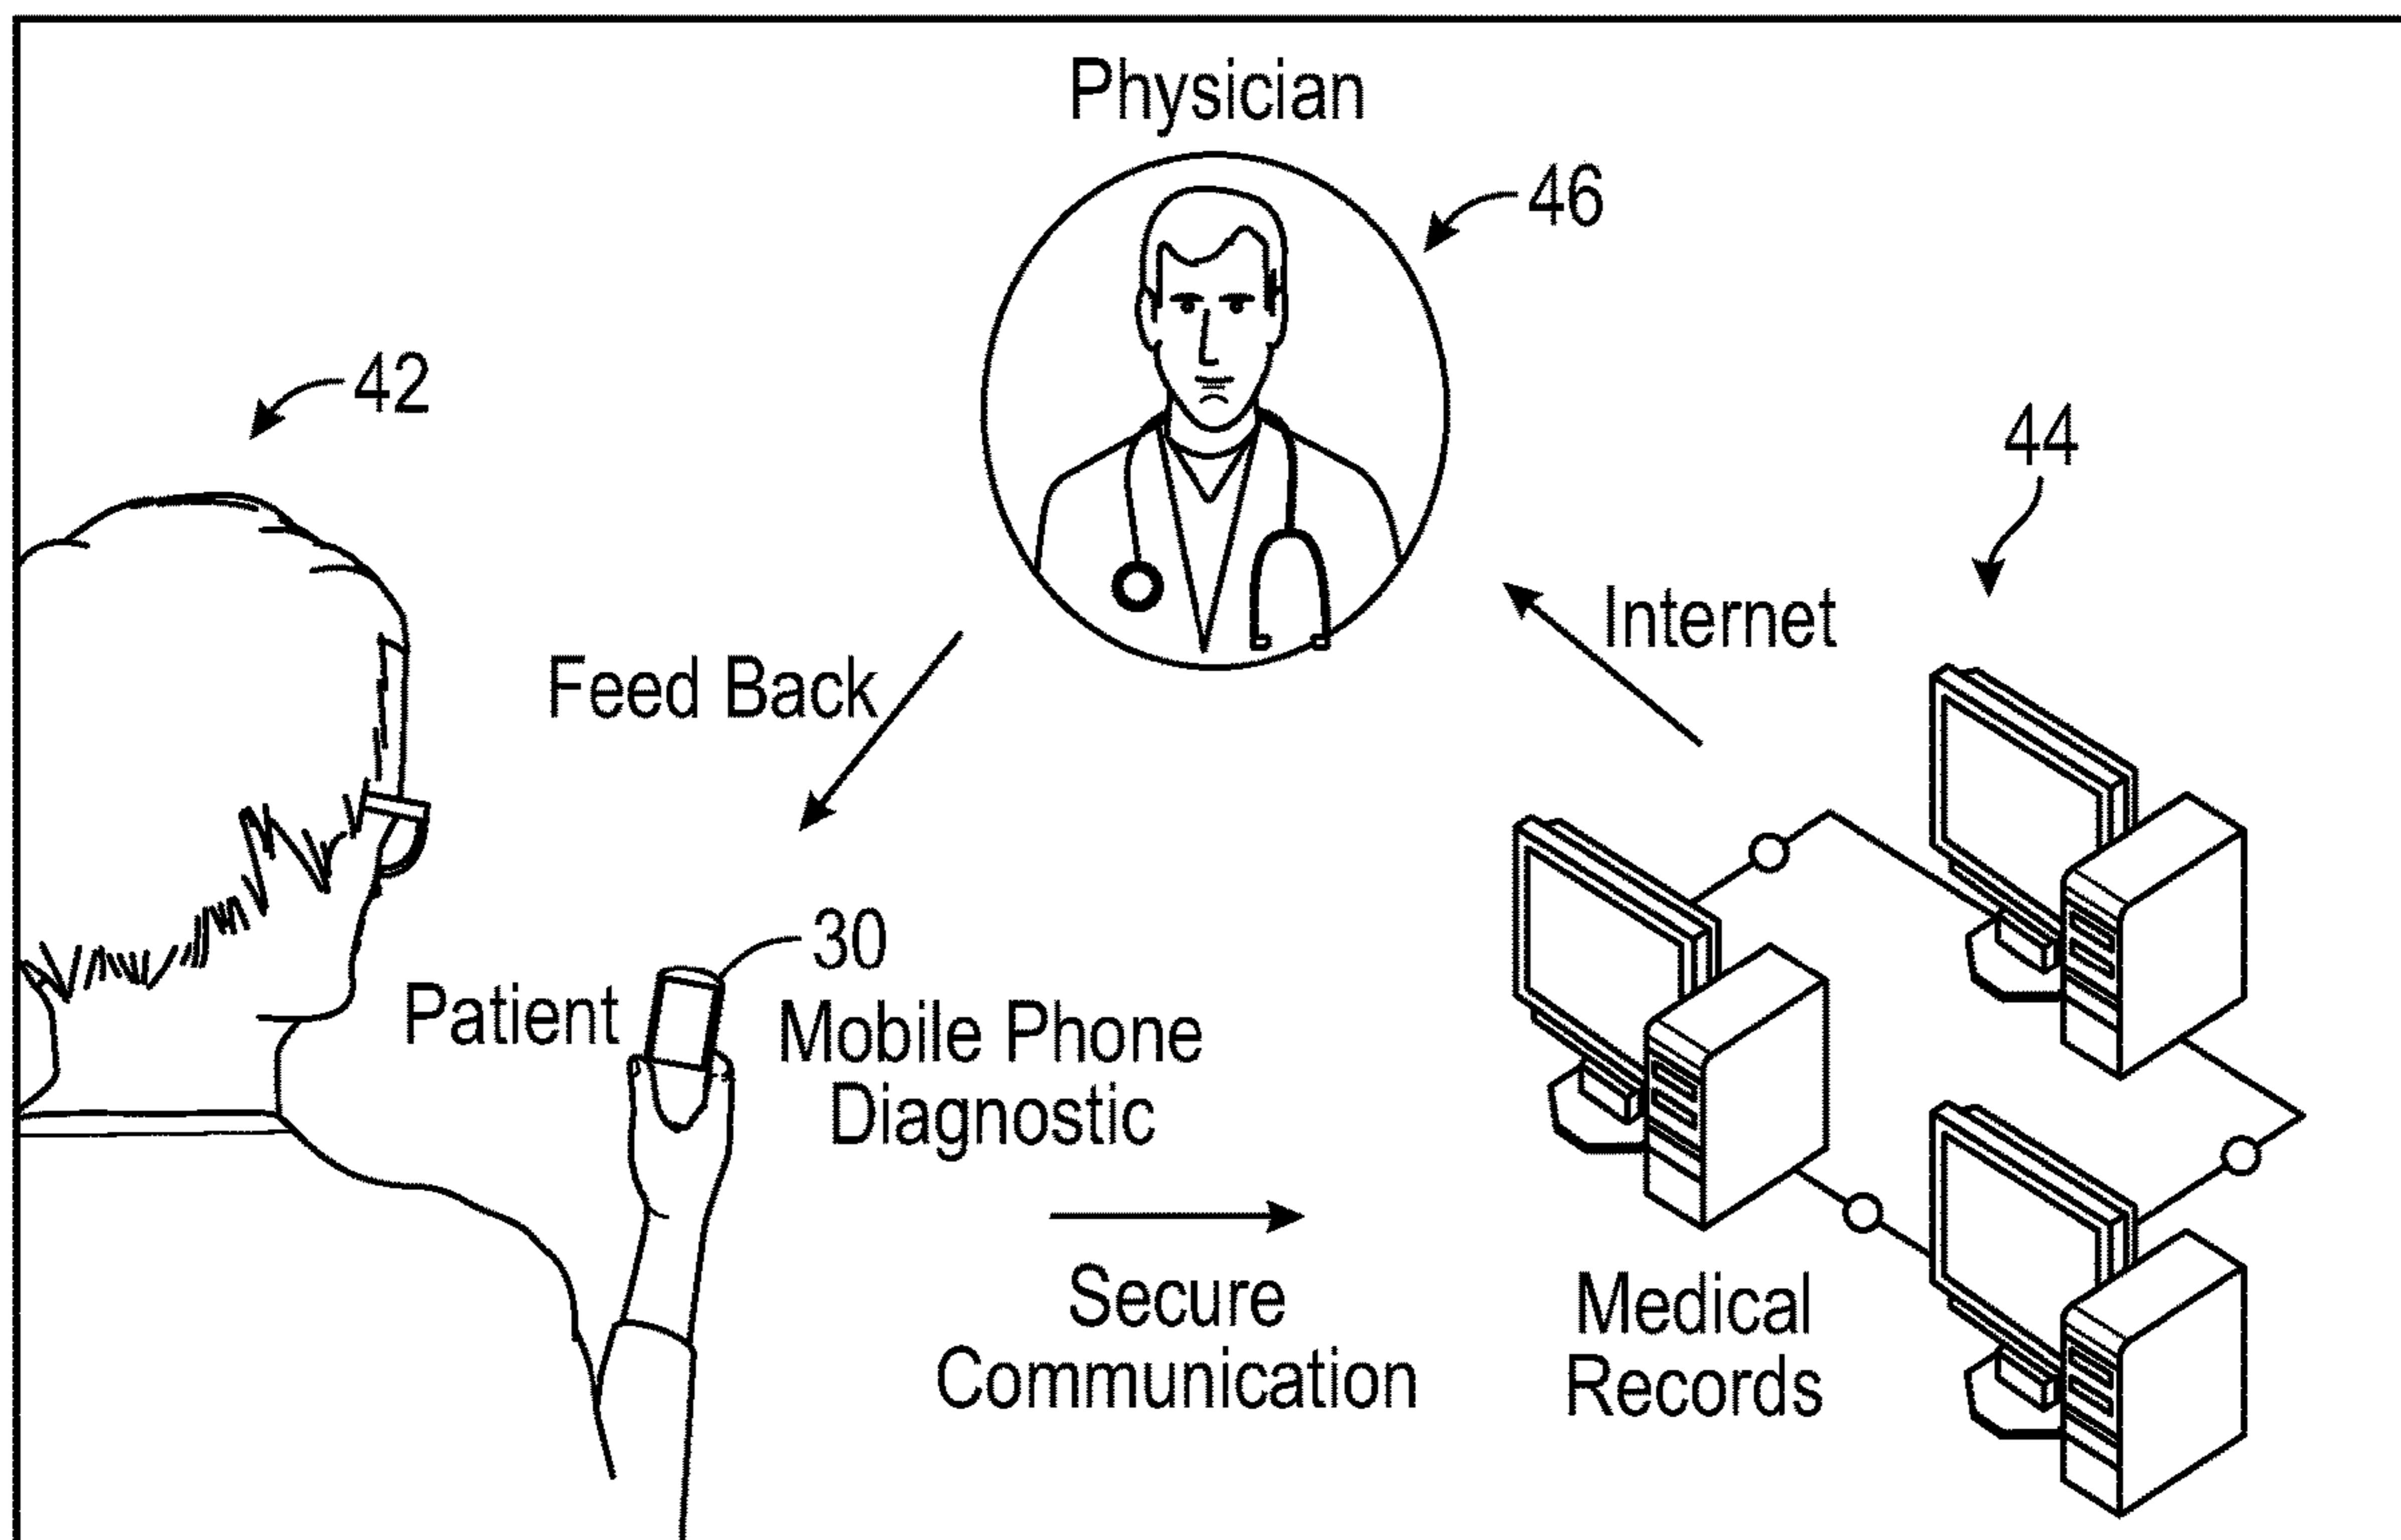 Physician
46
42
44
Internet
Feed Back
30
Patient
Mobile Phone
Diagnostic
Secure
Communication
Medical
Records